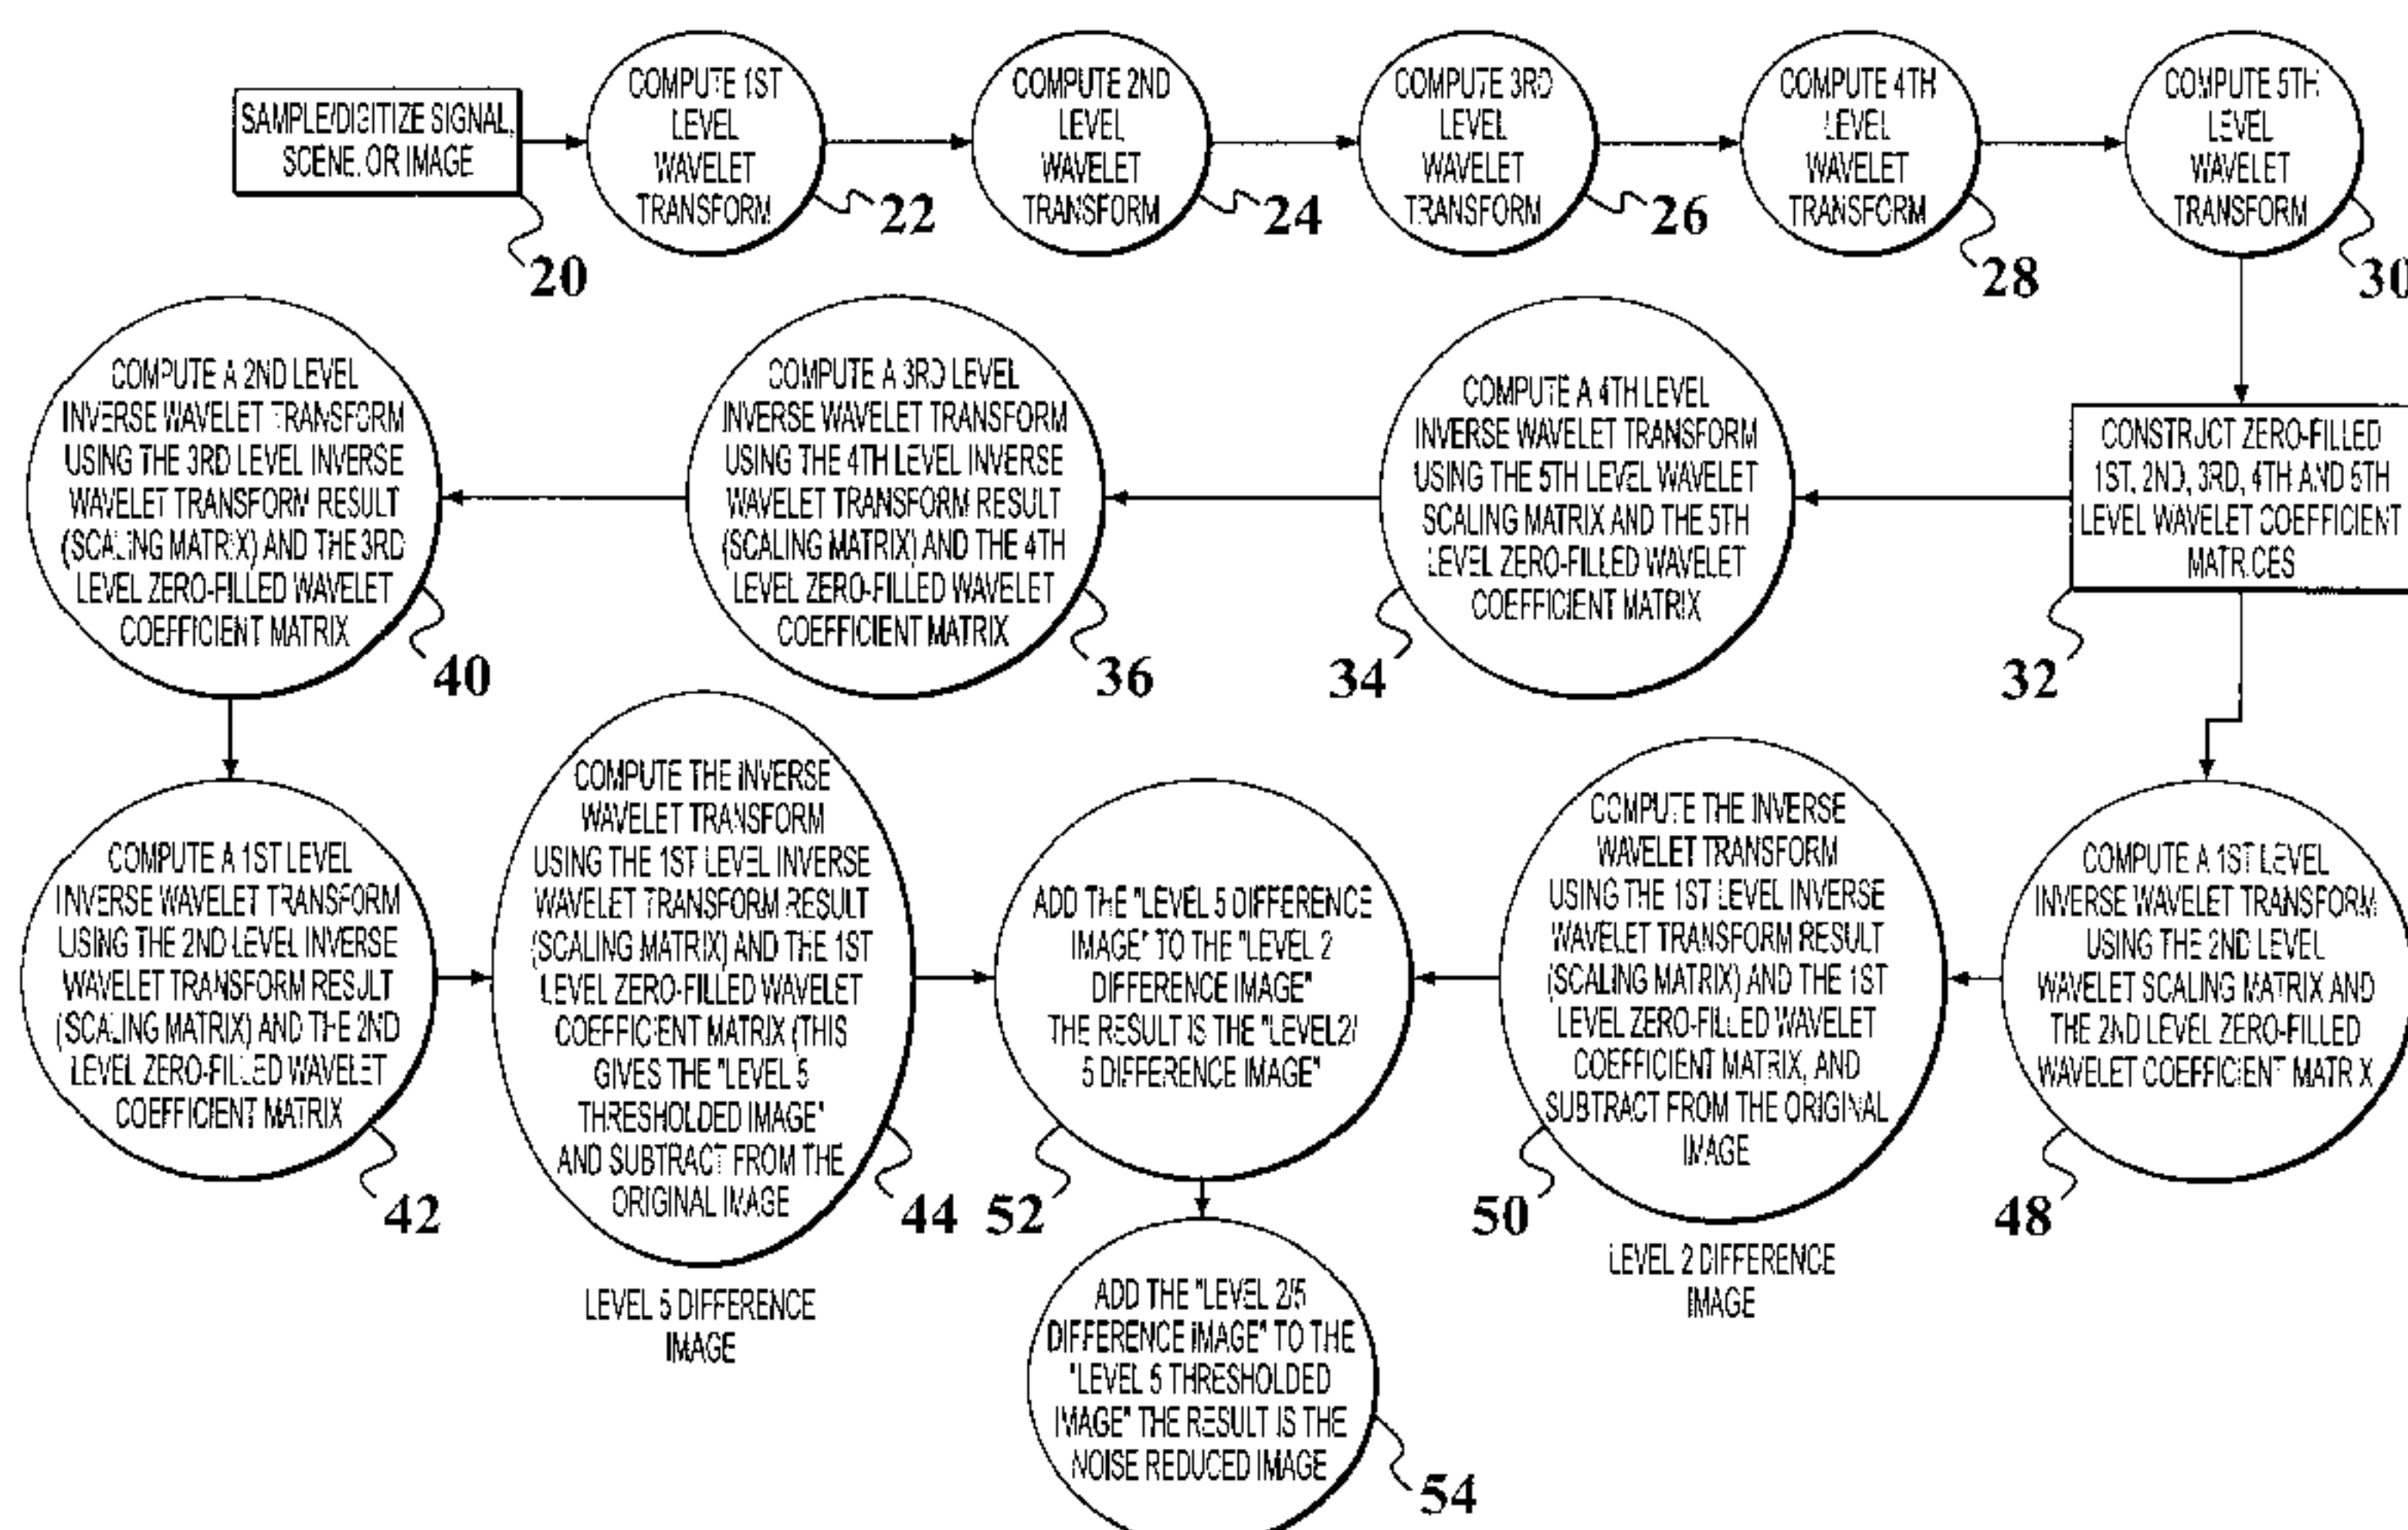 SAMPLE/DIGITIZE SIGNAL,
SCENE, OR IMAGE
20
COMPUTE 1ST
LEVEL
WAVELET
TRANSFORM
22
COMPUTE 2ND
LEVEL
WAVELET
TRANSFORM
24
COMPUTE 3RD
LEVEL
WAVELET
TRANSFORM
26
COMPUTE 4TH
LEVEL
WAVELET
TRANSFORM
28
COMPUTE 5TH
LEVEL
WAVELET
TRANSFORM
30
CONSTRUCT ZERO-FILLED
1ST, 2ND, 3RD, 4TH AND 5TH
LEVEL WAVELET COEFFICIENT
MATRICES
32
COMPUTE A 4TH LEVEL
INVERSE WAVELET TRANSFORM
USING THE 5TH LEVEL WAVELET
SCALING MATRIX AND THE 5TH
LEVEL ZERO-FILLED WAVELET
COEFFICIENT MATRIX
34
COMPUTE A 3RD LEVEL
INVERSE WAVELET TRANSFORM
USING THE 4TH LEVEL INVERSE
WAVELET TRANSFORM RESULT
(SCALING MATRIX) AND THE 4TH
LEVEL ZERO-FILLED WAVELET
COEFFICIENT MATRIX
36
COMPUTE A 2ND LEVEL
INVERSE WAVELET TRANSFORM
USING THE 3RD LEVEL INVERSE
WAVELET TRANSFORM RESULT
(SCALING MATRIX) AND THE 3RD
LEVEL ZERO-FILLED WAVELET
COEFFICIENT MATRIX
40
COMPUTE A 1ST LEVEL
INVERSE WAVELET TRANSFORM
USING THE 2ND LEVEL INVERSE
WAVELET TRANSFORM RESULT
(SCALING MATRIX) AND THE 2ND
LEVEL ZERO-FILLED WAVELET
COEFFICIENT MATRIX
42
COMPUTE THE INVERSE
WAVELET TRANSFORM
USING THE 1ST LEVEL INVERSE
WAVELET TRANSFORM RESULT
(SCALING MATRIX) AND THE 1ST
LEVEL ZERO-FILLED WAVELET
COEFFICIENT MATRIX (THIS
GIVES THE "LEVEL 5
THRESHOLDED IMAGE"
AND SUBTRACT FROM THE
ORIGINAL IMAGE
44
LEVEL 5 DIFFERENCE
IMAGE
ADD THE "LEVEL 5 DIFFERENCE
IMAGE" TO THE "LEVEL 2
DIFFERENCE IMAGE"
THE RESULT IS THE "LEVEL2/
5 DIFFERENCE IMAGE"
52
COMPUTE THE INVERSE
WAVELET TRANSFORM
USING THE 1ST LEVEL INVERSE
WAVELET TRANSFORM RESULT
(SCALING MATRIX) AND THE 1ST
LEVEL ZERO-FILLED WAVELET
COEFFICIENT MATRIX, AND
SUBTRACT FROM THE ORIGINAL
IMAGE
50
LEVEL 2 DIFFERENCE
IMAGE
COMPUTE A 1ST LEVEL
INVERSE WAVELET TRANSFORM
USING THE 2ND LEVEL
WAVELET SCALING MATRIX AND
THE 2ND LEVEL ZERO-FILLED
WAVELET COEFFICIENT MATRIX
48
ADD THE "LEVEL 2/5
DIFFERENCE IMAGE" TO THE
"LEVEL 5 THRESHOLDED
IMAGE" THE RESULT IS THE
NOISE REDUCED IMAGE
54